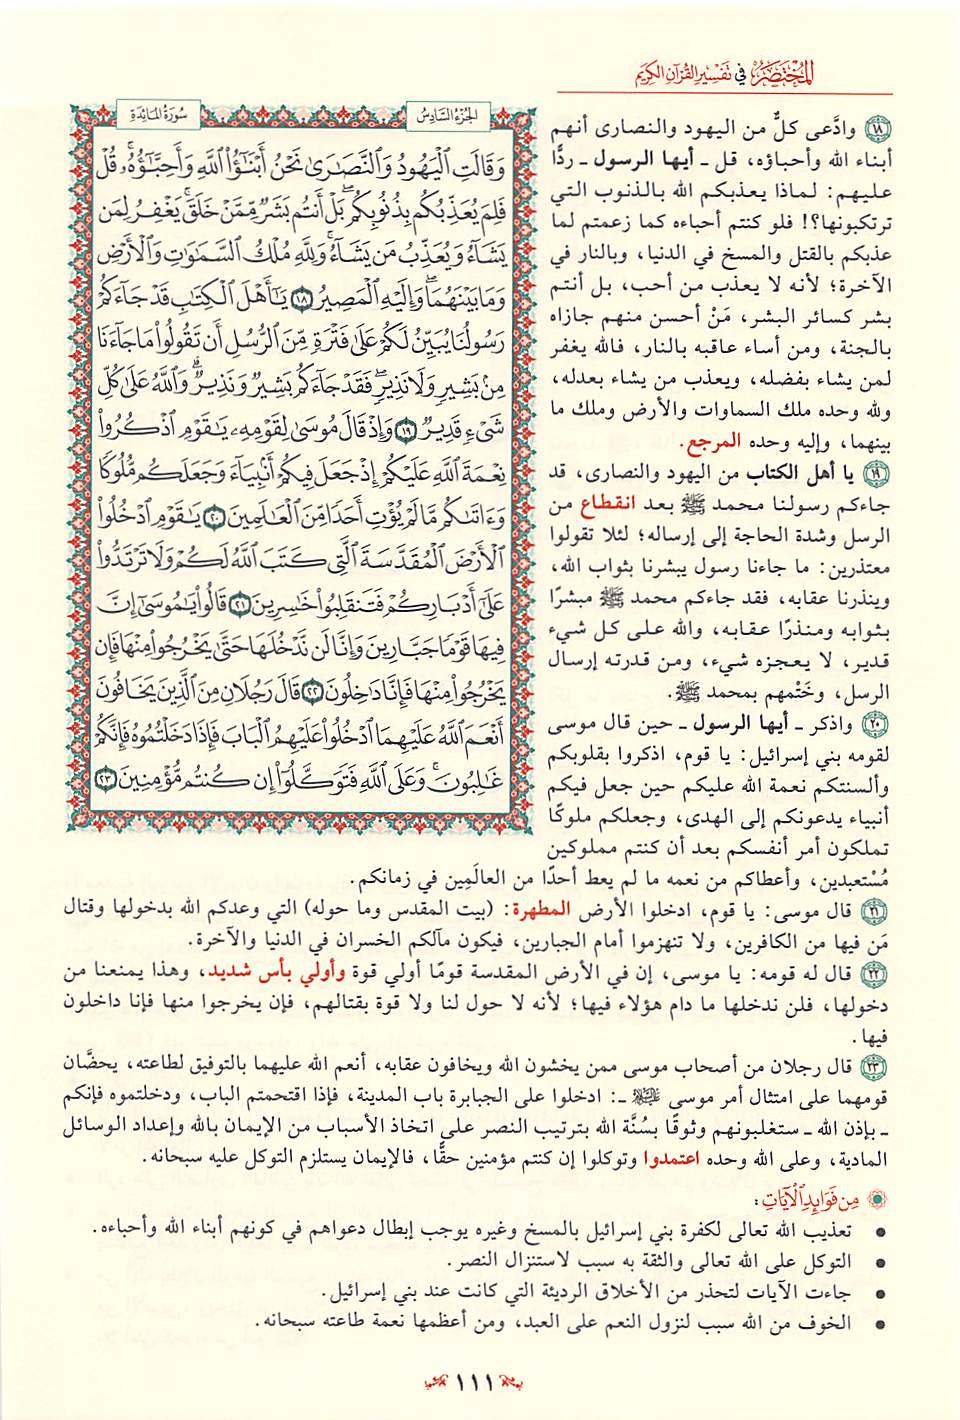 المُخْتَصَرُ في تَفْسِيرِ القُرْآنِ الكَرِيم
الجُزْءُ السَّادِسُ
سُورَةُ المَائِدَةِ
وَقَالَتِ ٱلْيَهُودُ وَٱلنَّصَٰرَىٰ نَحْنُ أَبْنَٰٓؤُاْ ٱللَّهِ وَأَحِبَّٰٓؤُهُۥۚ قُلْ
فَلِمَ يُعَذِّبُكُم بِذُنُوبِكُمۖ بَلْ أَنتُم بَشَرٞ مِّمَّنْ خَلَقَۚ يَغْفِرُ لِمَن
يَشَآءُ وَيُعَذِّبُ مَن يَشَآءُۚ وَلِلَّهِ مُلْكُ ٱلسَّمَٰوَٰتِ وَٱلْأَرْضِ
وَمَا بَيْنَهُمَاۖ وَإِلَيْهِ ٱلْمَصِيرُ ١٨ يَٰٓأَهْلَ ٱلْكِتَٰبِ قَدْ جَآءَكُمْ
رَسُولُنَا يُبَيِّنُ لَكُمْ عَلَىٰ فَتْرَةٖ مِّنَ ٱلرُّسُلِ أَن تَقُولُواْ مَا جَآءَنَا
مِنۢ بَشِيرٖ وَلَا نَذِيرٖۖ فَقَدْ جَآءَكُم بَشِيرٞ وَنَذِيرٞۗ وَٱللَّهُ عَلَىٰ كُلِّ
شَيْءٖ قَدِيرٞ ١٩ وَإِذْ قَالَ مُوسَىٰ لِقَوْمِهِۦ يَٰقَوْمِ ٱذْكُرُواْ
نِعْمَةَ ٱللَّهِ عَلَيْكُمْ إِذْ جَعَلَ فِيكُمْ أَنۢبِيَآءَ وَجَعَلَكُم مُّلُوكٗا
وَءَاتَىٰكُم مَّا لَمْ يُؤْتِ أَحَدٗا مِّنَ ٱلْعَٰلَمِينَ ٢٠ يَٰقَوْمِ ٱدْخُلُواْ
ٱلْأَرْضَ ٱلْمُقَدَّسَةَ ٱلَّتِي كَتَبَ ٱللَّهُ لَكُمْ وَلَا تَرْتَدُّواْ
عَلَىٰٓ أَدْبَارِكُمْ فَتَنقَلِبُواْ خَٰسِرِينَ ٢١ قَالُواْ يَٰمُوسَىٰٓ إِنَّ
فِيهَا قَوْمٗا جَبَّارِينَ وَإِنَّا لَن نَّدْخُلَهَا حَتَّىٰ يَخْرُجُواْ مِنْهَا فَإِن
يَخْرُجُواْ مِنْهَا فَإِنَّا دَٰخِلُونَ ٢٢ قَالَ رَجُلَانِ مِنَ ٱلَّذِينَ يَخَافُونَ
أَنْعَمَ ٱللَّهُ عَلَيْهِمَا ٱدْخُلُواْ عَلَيْهِمُ ٱلْبَابَ فَإِذَا دَخَلْتُمُوهُ فَإِنَّكُمْ
غَٰلِبُونَۚ وَعَلَى ٱللَّهِ فَتَوَكَّلُوٓاْ إِن كُنتُم مُّؤْمِنِينَ ٢٣
١٨ وادَّعى كلٌّ من اليهود والنصارى أنهم
أبناء الله وأحباؤه، قل ـ أيها الرسول ـ ردًّا
عليهم: لماذا يعذبكم الله بالذنوب التي
ترتكبونها؟! فلو كنتم أحباءه كما زعمتم لما
عذبكم بالقتل والمسخ في الدنيا، وبالنار في
الآخرة؛ لأنه لا يعذب من أحب، بل أنتم
بشر كسائر البشر، مَنْ أحسن منهم جازاه
بالجنة، ومن أساء عاقبه بالنار، فالله يغفر
لمن يشاء بفضله، ويعذب من يشاء بعدله،
ولله وحده ملك السماوات والأرض وملك ما
بينهما، وإليه وحده المرجع.
١٩ يا أهل الكتاب من اليهود والنصارى، قد
جاءكم رسولنا محمد ﷺ بعد انقطاع من
الرسل وشدة الحاجة إلى إرساله؛ لئلا تقولوا
معتذرين: ما جاءنا رسول يبشرنا بثواب الله،
وينذرنا عقابه، فقد جاءكم محمد ﷺ مبشرًا
بثوابه ومنذرًا عقابه، والله على كل شيء
قدير، لا يعجزه شيء، ومن قدرته إرسال
الرسل، وخَتْمهم بمحمد ﷺ.
٢٠ واذكر ـ أيها الرسول ـ حين قال موسى
لقومه بني إسرائيل: يا قوم، اذكروا بقلوبكم
وألسنتكم نعمة الله عليكم حين جعل فيكم
أنبياء يدعونكم إلى الهدى، وجعلكم ملوكًا
تملكون أمر أنفسكم بعد أن كنتم مملوكين
مُسْتعبدين، وأعطاكم من نعمه ما لم يعط أحدًا من العالَمِين في زمانكم.
٢١ قال موسى: يا قوم، ادخلوا الأرض المطهرة: (بيت المقدس وما حوله) التي وعدكم الله بدخولها وقتال
مَن فيها من الكافرين، ولا تنهزموا أمام الجبارين، فيكون مآلكم الخسران في الدنيا والآخرة.
٢٢ قال له قومه: يا موسى، إن في الأرض المقدسة قومًا أولي قوة وأولي بأس شديد، وهذا يمنعنا من
دخولها، فلن ندخلها ما دام هؤلاء فيها؛ لأنه لا حول لنا ولا قوة بقتالهم، فإن يخرجوا منها فإنا داخلون
فيها.
٢٣ قال رجلان من أصحاب موسى ممن يخشون الله ويخافون عقابه، أنعم الله عليهما بالتوفيق لطاعته، يحضَّان
قومهما على امتثال أمر موسى ﷺ ـ: ادخلوا على الجبابرة باب المدينة، فإذا اقتحمتم الباب، ودخلتموه فإنكم
ـ بإذن الله ـ ستغلبونهم وثوقًا بسُنَّة الله بترتيب النصر على اتخاذ الأسباب من الإيمان بالله وإعداد الوسائل
المادية، وعلى الله وحده اعتمدوا وتوكلوا إن كنتم مؤمنين حقًّا، فالإيمان يستلزم التوكل عليه سبحانه.
مِن فَوَائِدِ الآيَاتِ:
• تعذيب الله تعالى لكفرة بني إسرائيل بالمسخ وغيره يوجب إبطال دعواهم في كونهم أبناء الله وأحباءه.
• التوكل على الله تعالى والثقة به سبب لاستنزال النصر.
• جاءت الآيات لتحذر من الأخلاق الرديئة التي كانت عند بني إسرائيل.
• الخوف من الله سبب لنزول النعم على العبد، ومن أعظمها نعمة طاعته سبحانه.
١١١